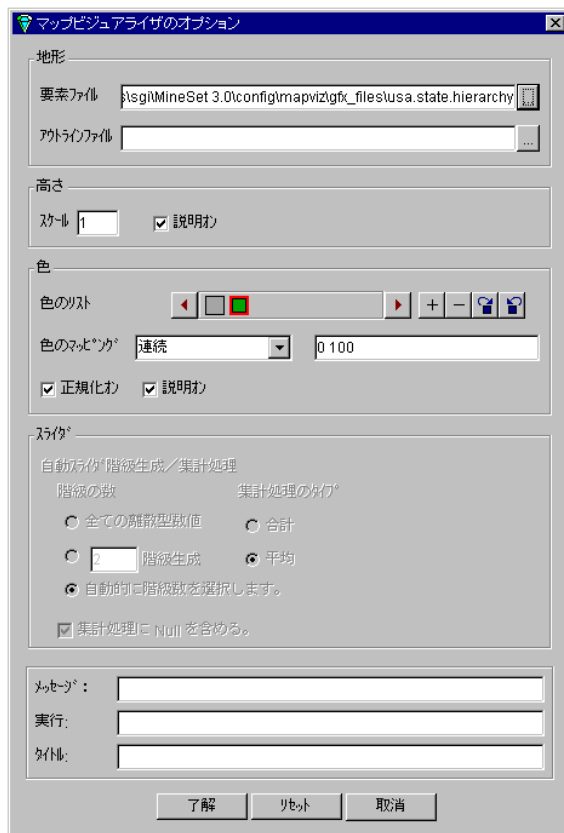 マップビジュアライザのオプション
地形
要素ﾌｧｲﾙ s\sgi\MineSet 3.0\config\mapviz\gfx_files\usa.state.hierarchy
ｱｳﾄﾗｲﾝﾌｧｲﾙ ...
高さ
ｽｹｰﾙ 1 説明ｵﾝ
色
色のﾘｽﾄ + −
色のﾏｯﾋﾟﾝｸﾞ 連続 0 100
正規化ｵﾝ 説明ｵﾝ
ｽﾗｲﾀﾞ
自動ｽﾗｲﾀﾞ階級生成／集計処理
階級の数 集計処理のﾀｲﾌﾟ
全ての離散型数値 合計
2 階級生成 平均
自動的に階級数を選択します。
集計処理に Null を含める。
ﾒｯｾｰｼﾞ：
実行:
ﾀｲﾄﾙ:
了解 ﾘｾｯﾄ 取消